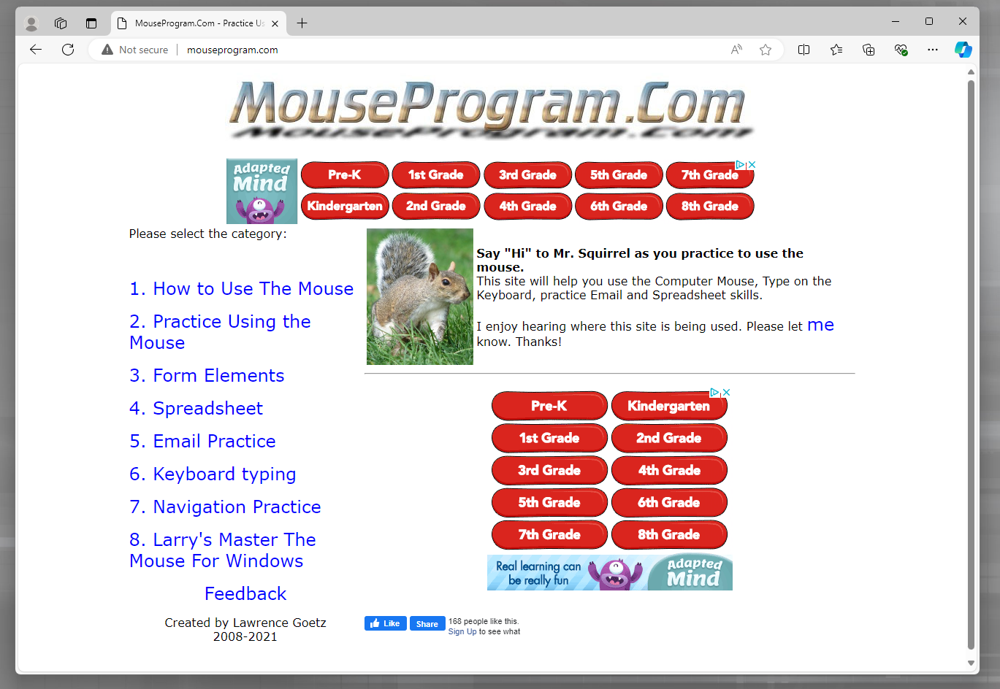 MouseProgram.Com - Practice Us
Not secure
mouseprogram.com
MouseProgram.Com
Adapted
Mind
Pre-K
1st Grade
3rd Grade
5th Grade
7th Grade
Kindergarten
2nd Grade
4th Grade
6th Grade
8th Grade
Please select the category:
1. How to Use The Mouse
2. Practice Using the
Mouse
3. Form Elements
4. Spreadsheet
5. Email Practice
6. Keyboard typing
7. Navigation Practice
8. Larry's Master The
Mouse For Windows
Feedback
Created by Lawrence Goetz
2008-2021
Say "Hi" to Mr. Squirrel as you practice to use the
mouse.
This site will help you use the Computer Mouse, Type on the
Keyboard, practice Email and Spreadsheet skills.
I enjoy hearing where this site is being used. Please let me
know. Thanks!
Pre-K
Kindergarten
1st Grade
2nd Grade
3rd Grade
4th Grade
5th Grade
6th Grade
7th Grade
8th Grade
Real learning can
be really fun
Adapted
Mind
Like
Share
168 people like this.
Sign Up to see what